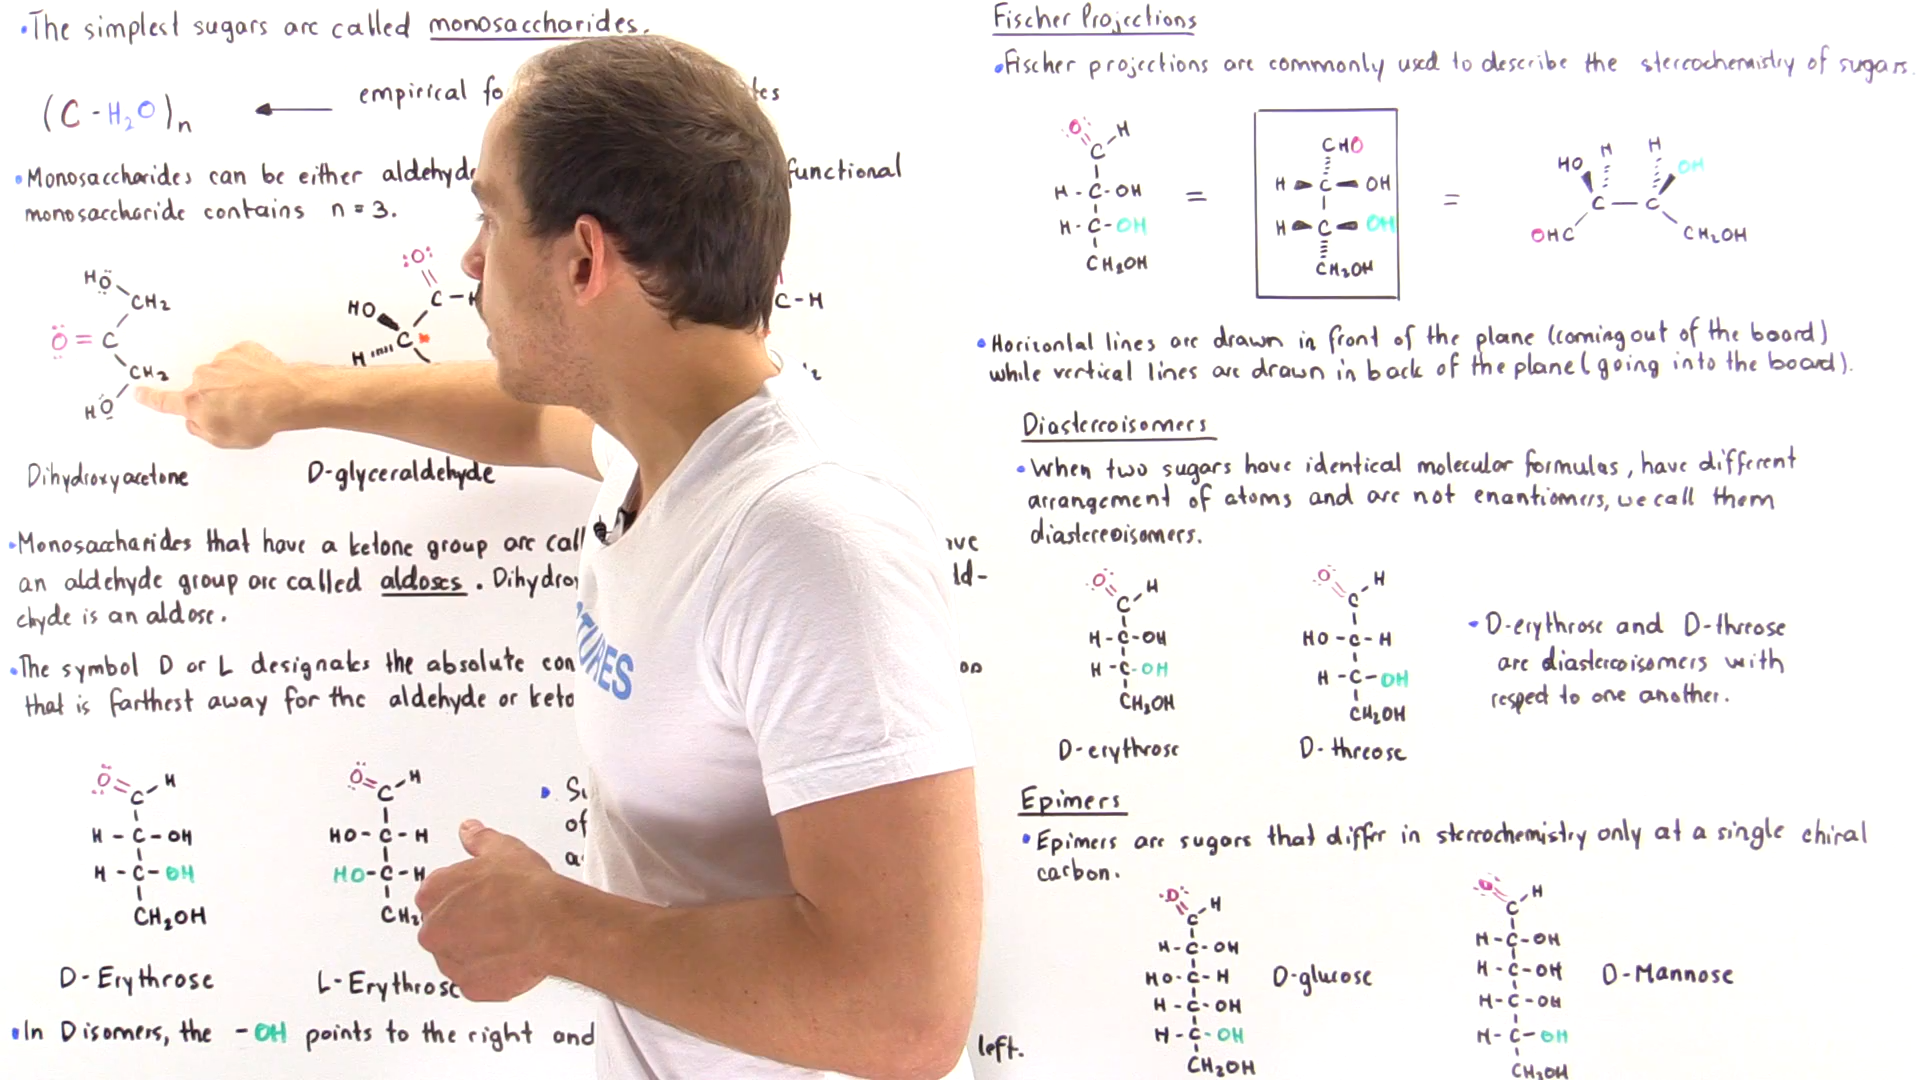 •The simplest sugars are called monosaccharides.
(C-H₂O)n ← empirical fo tes
•Monosaccharides can be either aldehyde functional
monosaccharide contains n=3.
HÖ
CH₂
:O:
C-H
C-H
HO
Ö=C
C
H
CH₂
HÖ
Dihydroxyacetone
D-glyceraldehyde
•Monosaccharides that have a ketone group are call ave
an aldehyde group are called aldoses. Dihydro ld-
ehyde is an aldose.
•The symbol D or L designates the absolute con on
that is farthest away for the aldehyde or keto
Ö=C-H
H-C-OH
H-C-OH
CH₂OH
D-Erythrose
Ö=C-H
HO-C-H
HO-C-H
CH₂
L-Erythrose
of
•In D isomers, the -OH points to the right and left.
Fischer Projections
•Fischer projections are commonly used to describe the stereochemistry of sugars.
O=C-H
H-C-OH
H-C-OH
CH₂OH
=
CHO
H-C-OH
H-C-OH
CH₂OH
=
HO H H OH
C-C
OHC CH₂OH
•Horizontal lines are drawn in front of the plane (coming out of the board)
while vertical lines are drawn in back of the plane (going into the board).
Diastereoisomers
•When two sugars have identical molecular formulas, have different
arrangement of atoms and are not enantiomers, we call them
diastereoisomers.
O=C-H
H-C-OH
H-C-OH
CH₂OH
D-erythrose
O=C-H
HO-C-H
H-C-OH
CH₂OH
D-threose
•D-erythrose and D-threose
are diastereoisomers with
respect to one another.
Epimers
•Epimers are sugars that differ in stereochemistry only at a single chiral
carbon.
O=C-H
H-C-OH
HO-C-H
H-C-OH
H-C-OH
CH₂OH
D-glucose
O=C-H
H-C-OH
H-C-OH
H-C-OH
H-C-OH
CH₂OH
D-Mannose
TURES